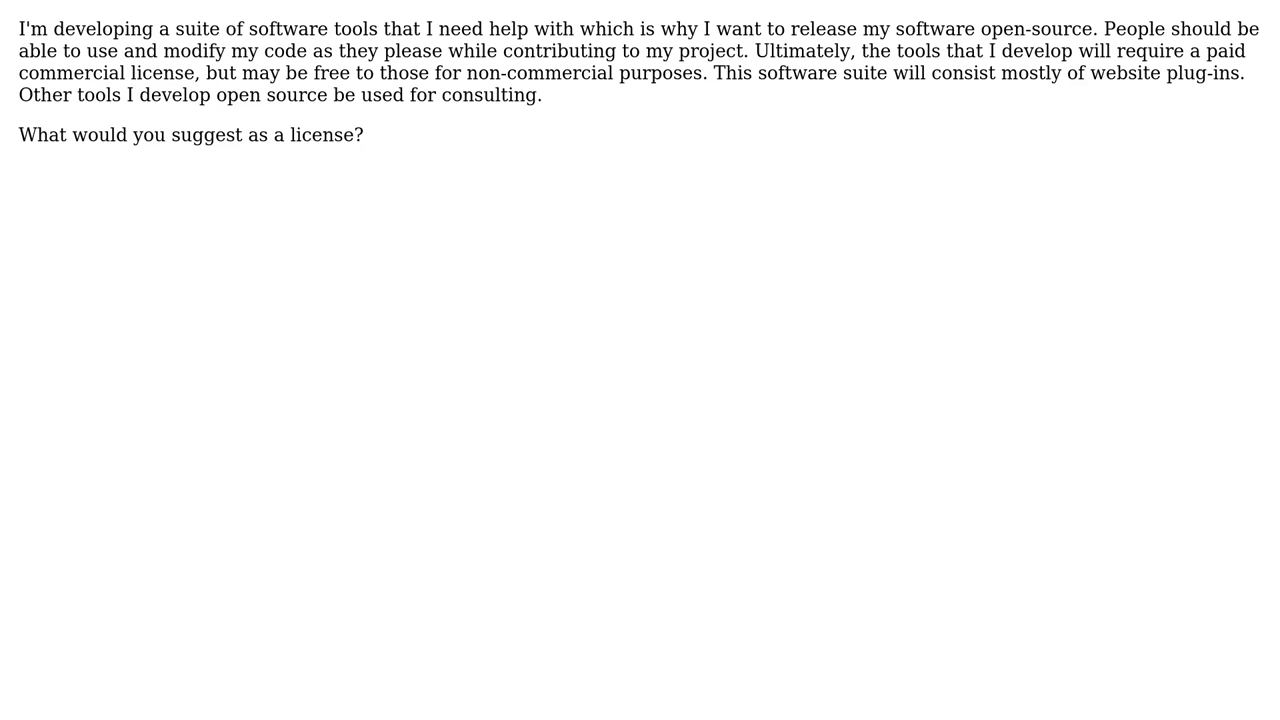 I'm developing a suite of software tools that I need help with which is why I want to release my software open-source. People should be
able to use and modify my code as they please while contributing to my project. Ultimately, the tools that I develop will require a paid
commercial license, but may be free to those for non-commercial purposes. This software suite will consist mostly of website plug-ins.
Other tools I develop open source be used for consulting.
What would you suggest as a license?